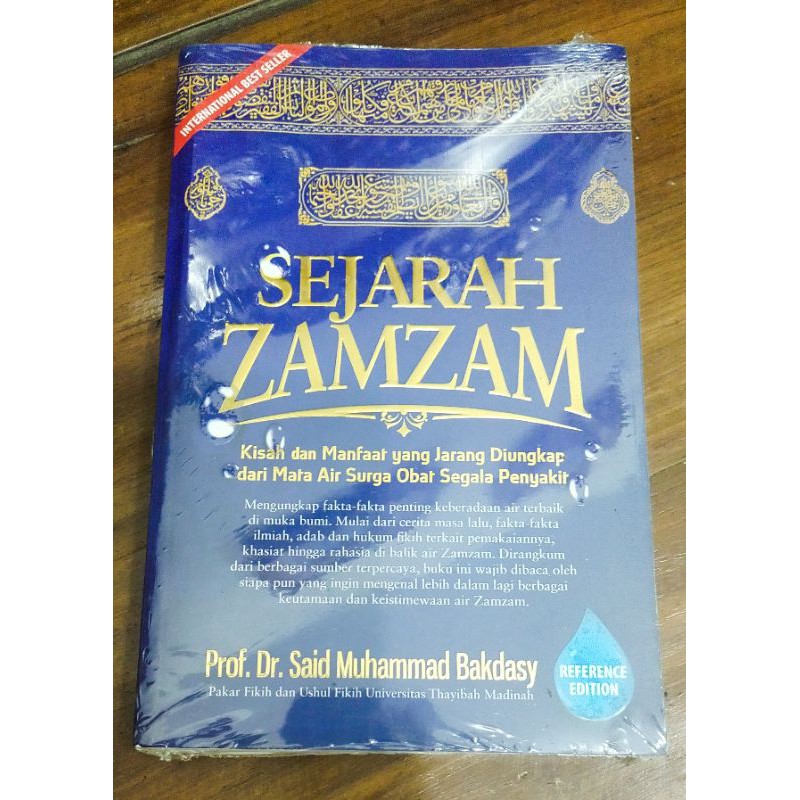 INTERNATIONAL BEST SELLER
SEJARAH
ZAMZAM
Kisah dan Manfaat yang Jarang Diungkap
dari Mata Air Surga Obat Segala Penyakit
Mengungkap fakta-fakta penting keberadaan air terbaik
di muka bumi. Mulai dari cerita masa lalu, fakta-fakta
ilmiah, adab dan hukum fikih terkait pemakaiannya,
khasiat hingga rahasia di balik air Zamzam. Dirangkum
dari berbagai sumber terpercaya, buku ini wajib dibaca oleh
siapa pun yang ingin mengenal lebih dalam lagi berbagai
keutamaan dan keistimewaan air Zamzam.
Prof. Dr. Said Muhammad Bakdasy
Pakar Fikih dan Ushul Fikih Universitas Thayibah Madinah
REFERENCE
EDITION